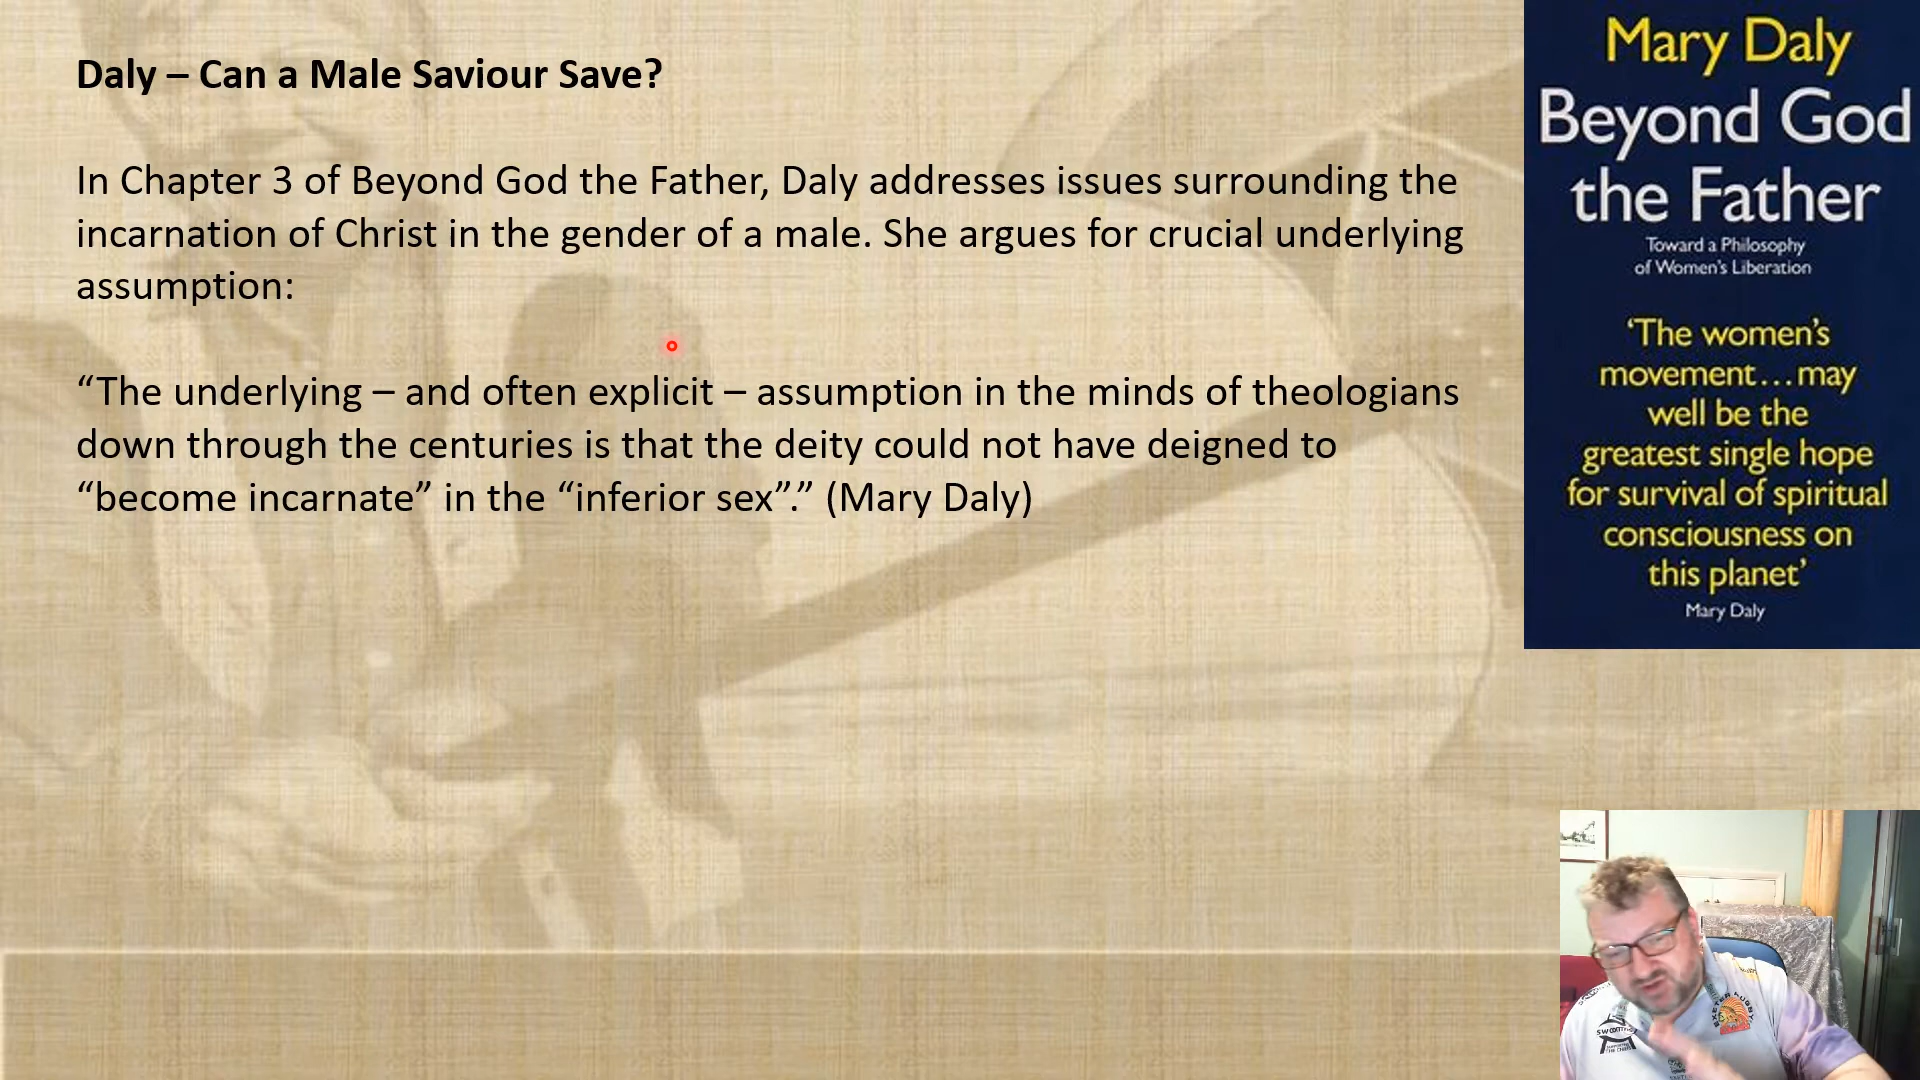 Daly – Can a Male Saviour Save?
In Chapter 3 of Beyond God the Father, Daly addresses issues surrounding the
incarnation of Christ in the gender of a male. She argues for crucial underlying
assumption:
“The underlying – and often explicit – assumption in the minds of theologians
down through the centuries is that the deity could not have deigned to
“become incarnate” in the “inferior sex”.” (Mary Daly)
Mary Daly
Beyond God
the Father
Toward a Philosophy
of Women's Liberation
‘The women's
movement...may
well be the
greatest single hope
for survival of spiritual
consciousness on
this planet’
Mary Daly
EXETER RUGBY